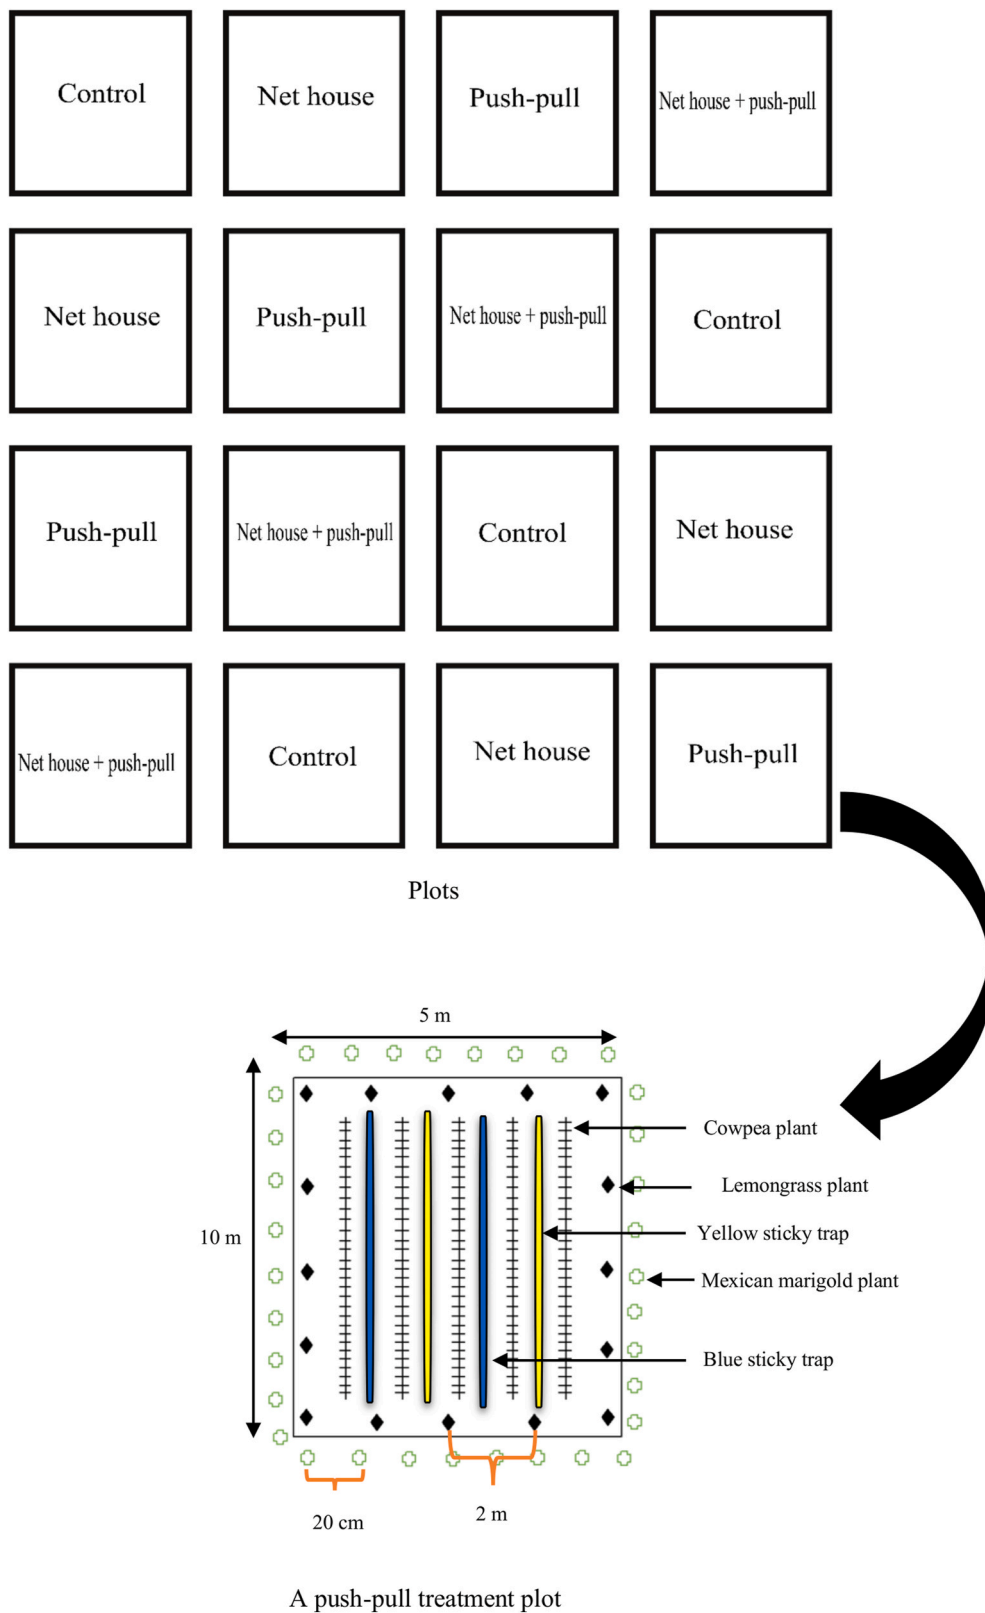 Control
Net house
Push-pull
Net house + push-pull
Net house
Push-pull
Net house + push-pull
Control
Push-pull
Net house + push-pull
Control
Net house
Net house + push-pull
Control
Net house
Push-pull
Plots
5 m
Cowpea plant
Lemongrass plant
10 m
Yellow sticky trap
Mexican marigold plant
Blue sticky trap
20 cm
2 m
A push-pull treatment plot